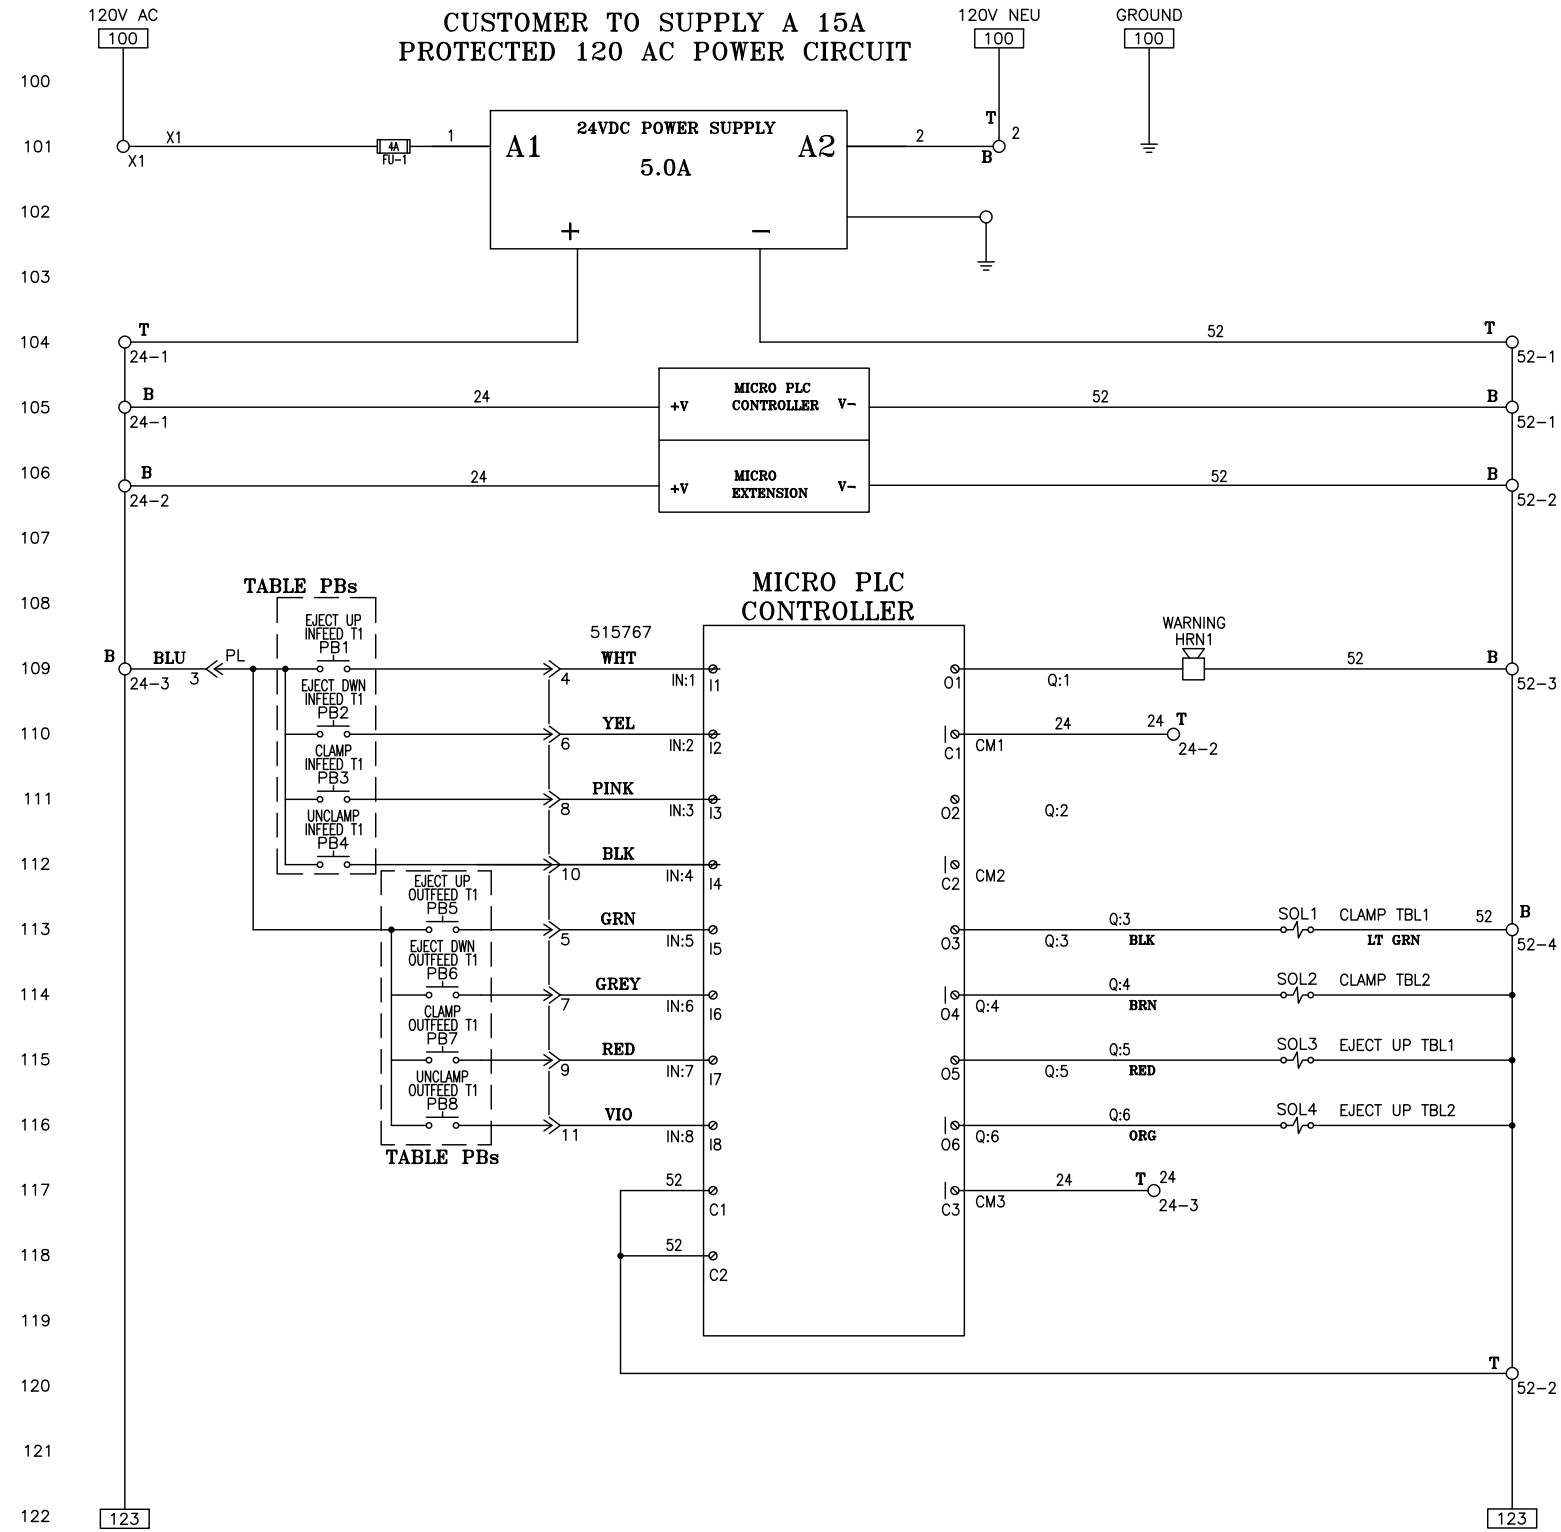 120V AC
CUSTOMER TO SUPPLY A 15A
120V NEU
GROUND
100
PROTECTED 120 AC POWER CIRCUIT
100
100
100
101
X1
X1
4A
FU-1
1
A1
24VDC POWER SUPPLY
5.0A
A2
2
T
2
B
102
+
−
103
104
T
24-1
52
T
52-1
105
B
24-1
24
+V
MICRO PLC
CONTROLLER
V-
52
B
52-1
106
B
24-2
24
+V
MICRO
EXTENSION
V-
52
B
52-2
107
108
TABLE PBs
MICRO PLC
CONTROLLER
EJECT UP
INFEED T1
PB1
515767
WARNING
HRN1
109
B
24-3
BLU
3
PL
4
WHT
IN:1
I1
O1
Q:1
52
B
52-3
EJECT DWN
INFEED T1
PB2
110
6
YEL
IN:2
I2
C1
CM1
24
24
T
24-2
CLAMP
INFEED T1
PB3
111
8
PINK
IN:3
I3
O2
Q:2
UNCLAMP
INFEED T1
PB4
112
10
BLK
IN:4
I4
C2
CM2
EJECT UP
OUTFEED T1
PB5
113
5
GRN
IN:5
I5
O3
Q:3
Q:3
BLK
SOL1
CLAMP TBL1
LT GRN
52
B
52-4
EJECT DWN
OUTFEED T1
PB6
114
7
GREY
IN:6
I6
O4
Q:4
Q:4
BRN
SOL2
CLAMP TBL2
CLAMP
OUTFEED T1
PB7
115
9
RED
IN:7
I7
O5
Q:5
Q:5
RED
SOL3
EJECT UP TBL1
UNCLAMP
OUTFEED T1
PB8
116
11
VIO
IN:8
I8
O6
Q:6
Q:6
ORG
SOL4
EJECT UP TBL2
TABLE PBs
117
52
C1
C3
CM3
24
T
24
24-3
118
52
C2
119
120
T
52-2
121
122
123
123